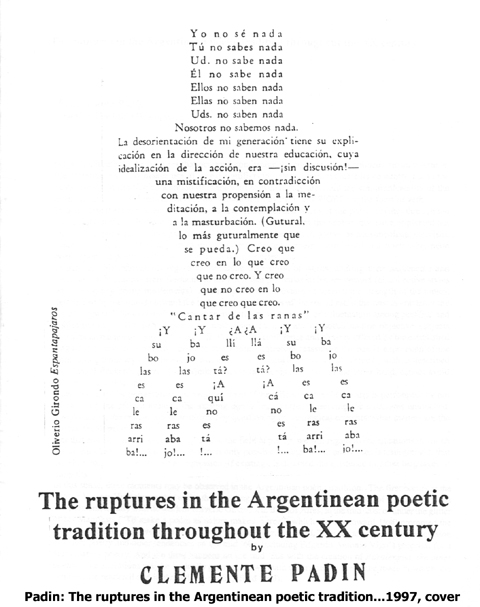 Yo no sé nada
Tú no sabes nada
Ud. no sabe nada
Él no sabe nada
Ellos no saben nada
Ellas no saben nada
Uds. no saben nada
Nosotros no sabemos nada.
La desorientación de mi generación tiene su expli-
cación en la dirección de nuestra educación, cuya
idealización de la acción, era —¡sin discusión!—
una mistificación, en contradicción
con nuestra propensión a la me-
ditación, a la contemplación y
a la masturbación. (Gutural,
lo más guturalmente que
se pueda.) Creo que
creo en lo que creo
que no creo. Y creo
que no creo en lo
que creo que creo.
"Cantar de las ranas"
¡Y ¡Y ¿A ¿A ¡Y ¡Y
su ba llí llá su ba
bo jo es es bo jo
las las tá? tá? las las
es es ¡A ¡A es es
ca ca quí cá ca ca
le le no no le le
ras ras es es ras ras
arri aba tá tá arri aba
ba!... jo!... !... !... ba!... jo!...
Oliverio Girondo Espantapajaros
The ruptures in the Argentinean poetic
tradition throughout the XX century
by
CLEMENTE PADIN
Padin: The ruptures in the Argentinean poetic tradition...1997, cover